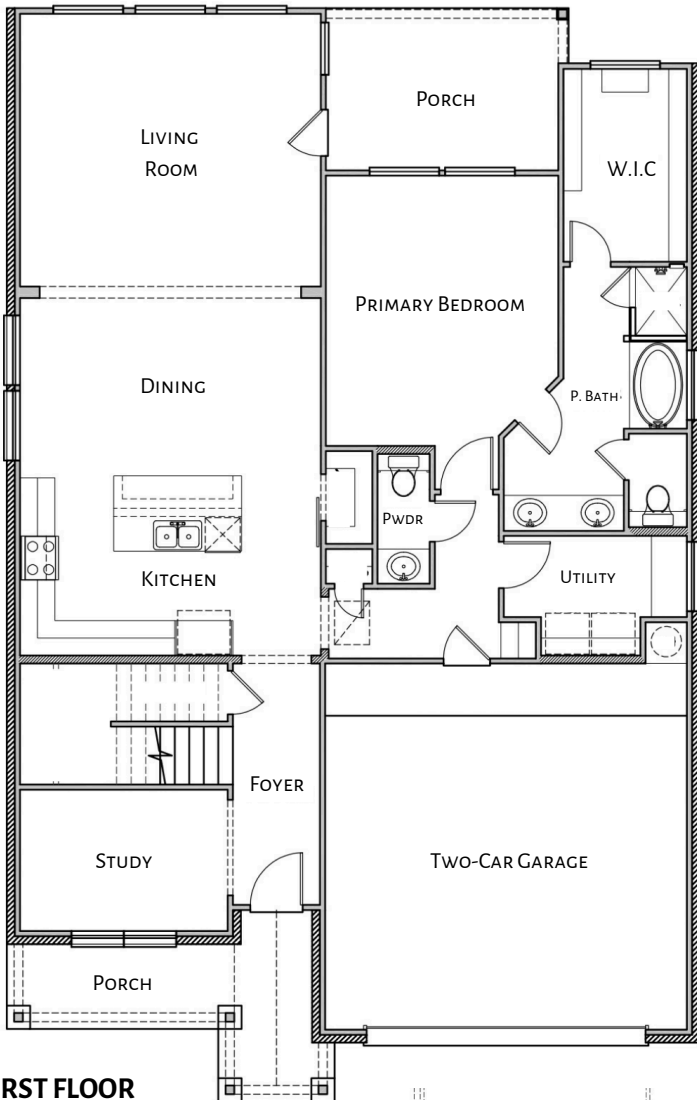 PORCH
LIVING
ROOM
W.I.C
PRIMARY BEDROOM
DINING
P. BATH
PWDR
KITCHEN
UTILITY
FOYER
STUDY
TWO-CAR GARAGE
PORCH
RST FLOOR